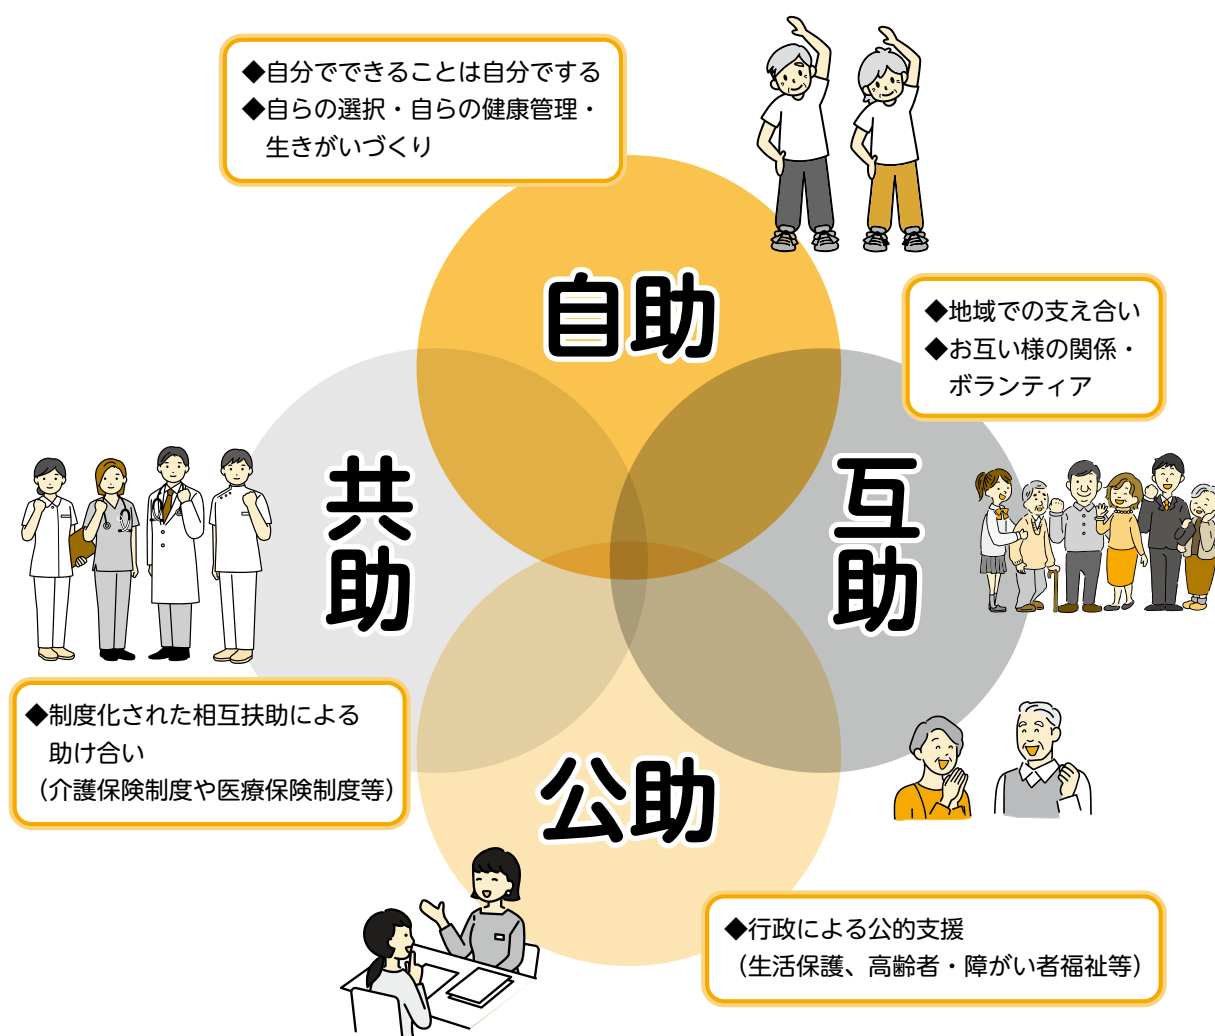 ◆自分でできることは自分でする
◆自らの選択・自らの健康管理・
生きがいづくり
自助
◆地域での支え合い
◆お互い様の関係・
ボランティア
互助
共助
◆制度化された相互扶助による
助け合い
（介護保険制度や医療保険制度等）
公助
◆行政による公的支援
（生活保護、高齢者・障がい者福祉等）